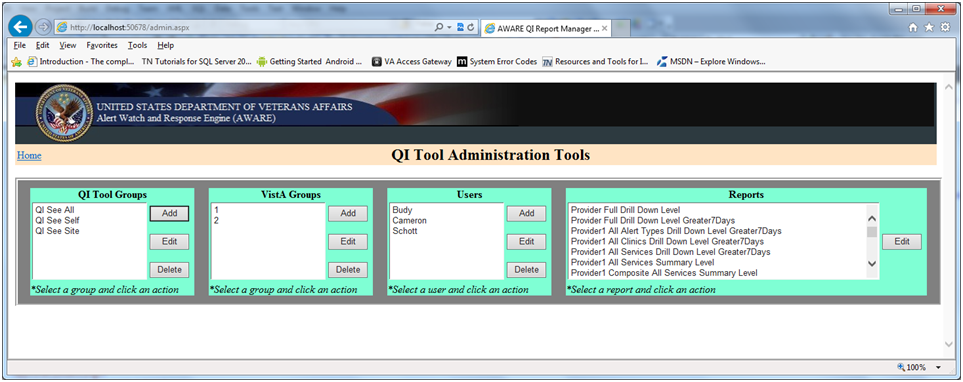 http://localhost:50678/admin.aspx
AWARE QI Report Manager ...
File Edit View Favorites Tools Help
Introduction - The compl... TN Tutorials for SQL Server 20... Getting Started Android ... VA Access Gateway System Error Codes Resources and Tools for I... MSDN – Explore Windows...
UNITED STATES DEPARTMENT OF VETERANS AFFAIRS
Alert Watch and Response Engine (AWARE)
Home
QI Tool Administration Tools
QI Tool Groups
QI See All
QI See Self
QI See Site
Add
Edit
Delete
*Select a group and click an action
VistA Groups
1
2
Add
Edit
Delete
*Select a group and click an action
Users
Budy
Cameron
Schott
Add
Edit
Delete
*Select a user and click an action
Reports
Provider Full Drill Down Level
Provider Full Drill Down Level Greater7Days
Provider1 All Alert Types Drill Down Level Greater7Days
Provider1 All Clinics Drill Down Level Greater7Days
Provider1 All Services Drill Down Level Greater7Days
Provider1 All Services Summary Level
Provider1 Composite All Services Summary Level
Edit
*Select a report and click an action
100%